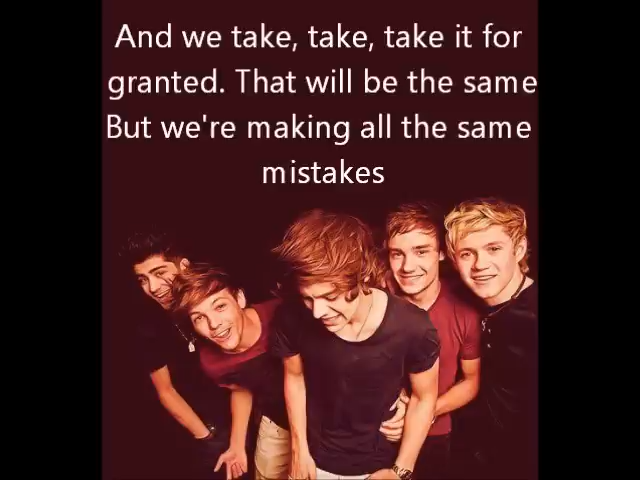 And we take, take, take it for
granted. That will be the same
But we're making all the same
mistakes